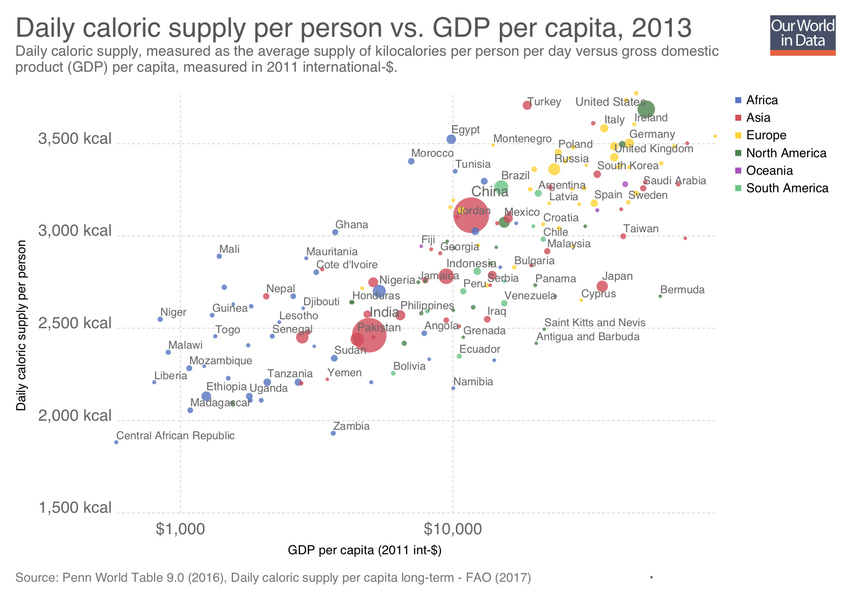 Daily caloric supply per person vs. GDP per capita, 2013
Our World
in Data
Daily caloric supply, measured as the average supply of kilocalories per person per day versus gross domestic
product (GDP) per capita, measured in 2011 international-$.
Africa
Asia
Europe
North America
Oceania
South America
Daily caloric supply per person
3,500 kcal
3,000 kcal
2,500 kcal
2,000 kcal
1,500 kcal
Turkey
United States
Ireland
Italy
Egypt
Montenegro
Germany
Poland
United Kingdom
Morocco
Tunisia
Russia
South Korea
Brazil
Argentina
Saudi Arabia
China
Latvia
Spain
Sweden
Jordan
Mexico
Croatia
Ghana
Chile
Taiwan
Fiji
Georgia
Malaysia
Mali
Mauritania
Cote d'Ivoire
Indonesia
Bulgaria
Nigeria
Jamaica
Serbia
Panama
Japan
Nepal
Honduras
Peru
Venezuela
Cyprus
Bermuda
Djibouti
Niger
Guinea
Lesotho
India
Philippines
Iraq
Togo
Senegal
Pakistan
Angola
Grenada
Saint Kitts and Nevis
Antigua and Barbuda
Malawi
Sudan
Ecuador
Mozambique
Liberia
Tanzania
Yemen
Bolivia
Namibia
Ethiopia
Uganda
Madagascar
Zambia
Central African Republic
$1,000
$10,000
GDP per capita (2011 int-$)
Source: Penn World Table 9.0 (2016), Daily caloric supply per capita long-term - FAO (2017)